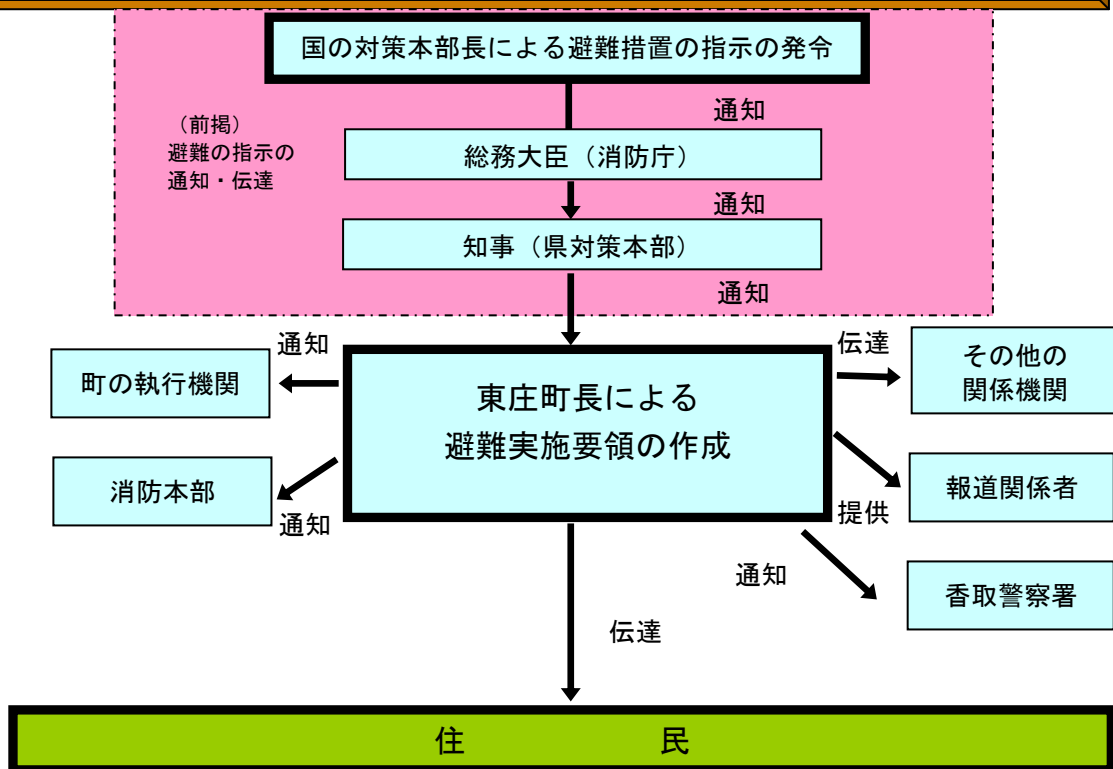 国の対策本部長による避難措置の指示の発令
通知
(前掲)
避難の指示の
通知・伝達
総務大臣(消防庁)
通知
知事(県対策本部)
通知
通知
町の執行機関
東庄町長による
避難実施要領の作成
伝達
その他の
関係機関
消防本部
通知
報道関係者
提供
通知
香取警察署
伝達
住民